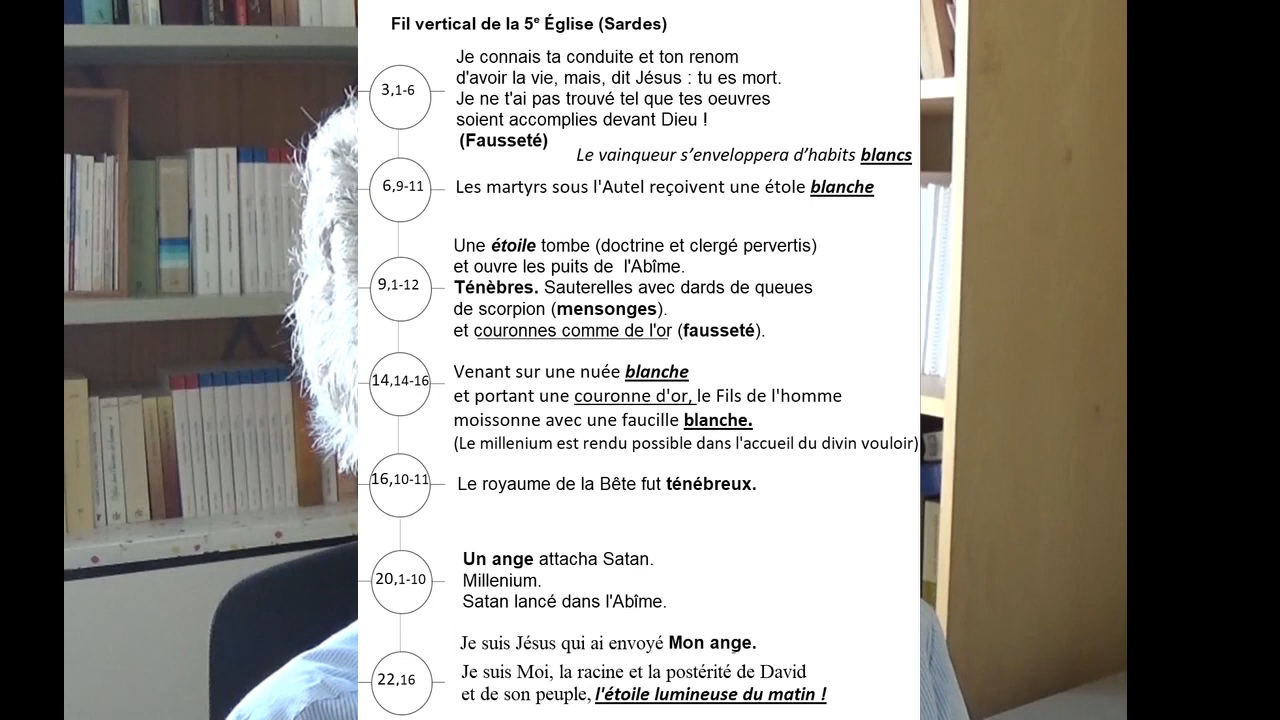 Fil vertical de la 5e Église (Sardes)
Je connais ta conduite et ton renom
d'avoir la vie, mais, dit Jésus : tu es mort.
3,1-6
Je ne t'ai pas trouvé tel que tes oeuvres
soient accomplies devant Dieu !
(Fausseté)
Le vainqueur s’enveloppera d’habits blancs
6,9-11
Les martyrs sous l'Autel reçoivent une étole blanche
Une étoile tombe (doctrine et clergé pervertis)
et ouvre les puits de l'Abîme.
9,1-12
Ténèbres. Sauterelles avec dards de queues
de scorpion (mensonges).
et couronnes comme de l'or (fausseté).
Venant sur une nuée blanche
14,14-16
et portant une couronne d'or, le Fils de l'homme
moissonne avec une faucille blanche.
(Le millenium est rendu possible dans l'accueil du divin vouloir)
16,10-11
Le royaume de la Bête fut ténébreux.
Un ange attacha Satan.
20,1-10
Millenium.
Satan lancé dans l'Abîme.
Je suis Jésus qui ai envoyé Mon ange.
Je suis Moi, la racine et la postérité de David
22,16
et de son peuple, l'étoile lumineuse du matin !